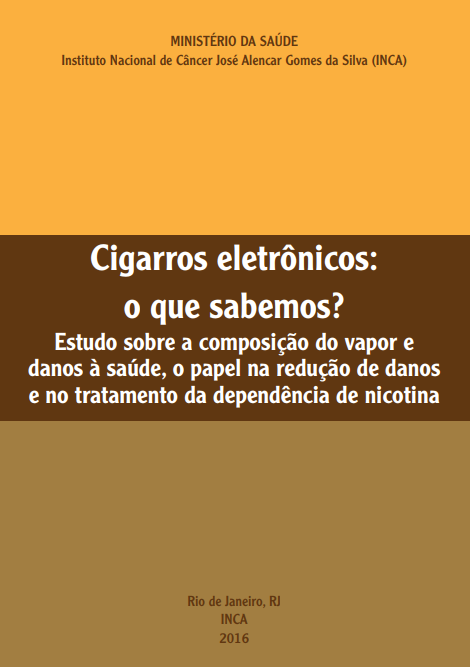 MINISTÉRIO DA SAÚDE
Instituto Nacional de Câncer José Alencar Gomes da Silva (INCA)
Cigarros eletrônicos:
o que sabemos?
Estudo sobre a composição do vapor e
danos à saúde, o papel na redução de danos
e no tratamento da dependência de nicotina
Rio de Janeiro, RJ
INCA
2016